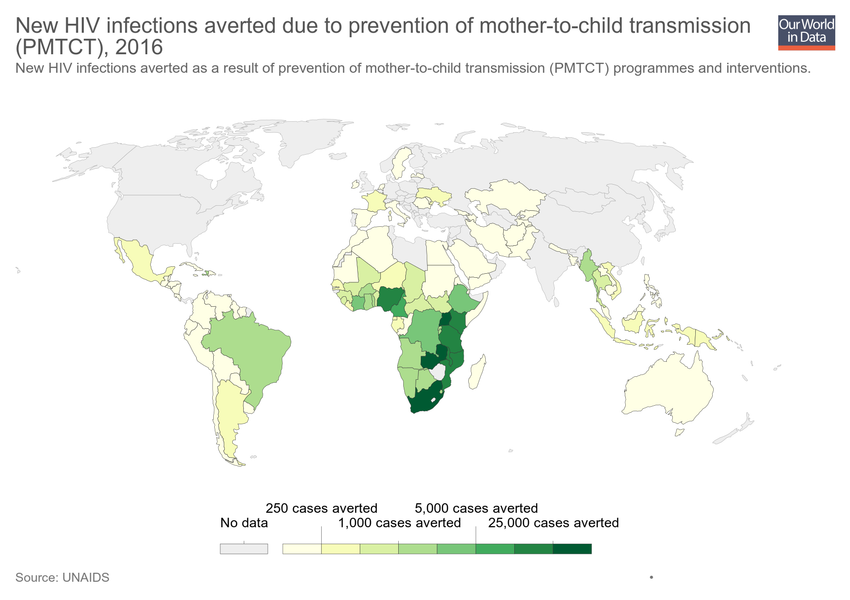 New HIV infections averted due to prevention of mother-to-child transmission
(PMTCT), 2016
Our World
in Data
New HIV infections averted as a result of prevention of mother-to-child transmission (PMTCT) programmes and interventions.
250 cases averted 5,000 cases averted
No data 1,000 cases averted 25,000 cases averted
Source: UNAIDS